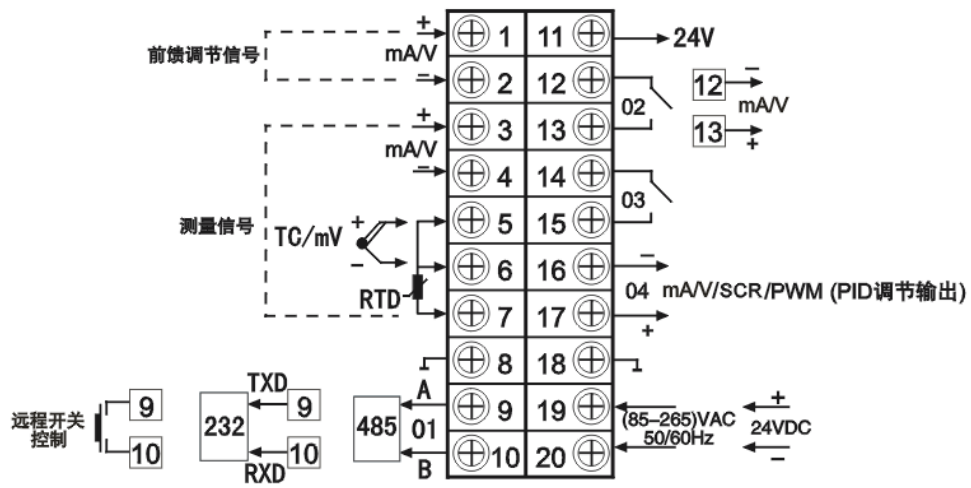 前馈调节信号
+
mA/V
−
+
mA/V
−
测量信号
TC/mV
+
−
RTD
1 11
2 12
3 13
4 14
5 15
6 16
7 17
8 18
9 19
10 20
24V
02
12 −
mA/V
13 +
03
−
04 mA/V/SCR/PWM (PID调节输出)
+
远程开关
控制
9
10
232
TXD
9
RXD
10
485
A
01
B
(85–265)VAC
50/60Hz
+
24VDC
−